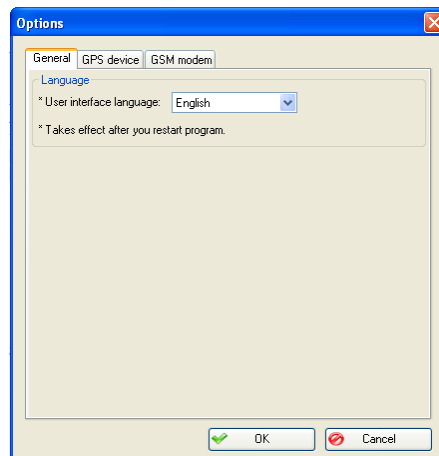 Options
General GPS device GSM modem
Language
* User interface language: English
* Takes effect after you restart program.
OK Cancel